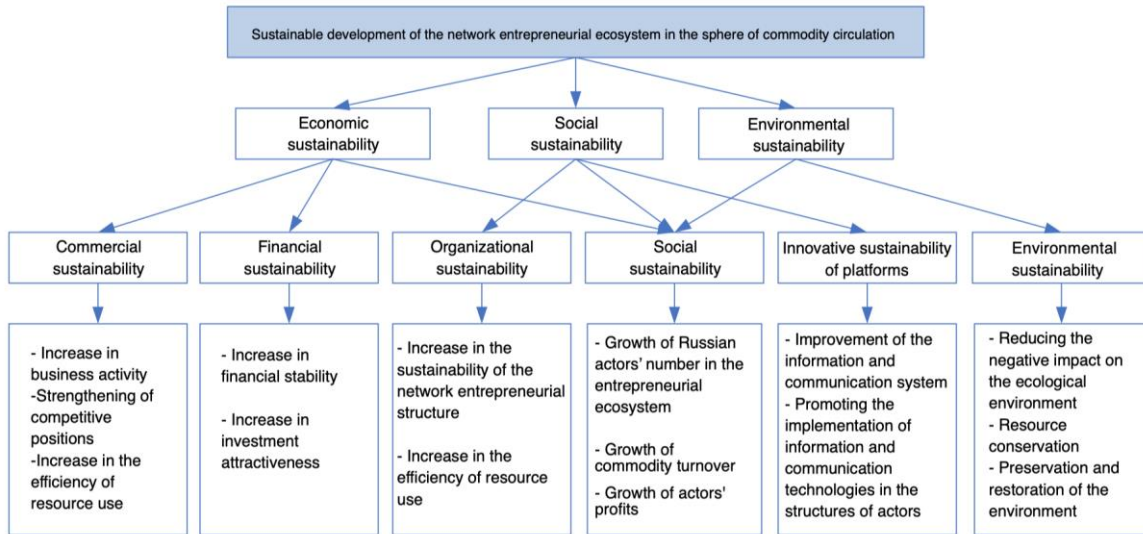 Sustainable development of the network entrepreneurial ecosystem in the sphere of commodity circulation
Economic
sustainability
Social
sustainability
Environmental
sustainability
Commercial
sustainability
Financial
sustainability
Organizational
sustainability
Social
sustainability
Innovative sustainability
of platforms
Environmental
sustainability
- Increase in
business activity
-Strengthening of
competitive
positions
-Increase in the
efficiency of
resource use
- Increase in
financial stability
- Increase in
investment
attractiveness
- Increase in the
sustainability of the
network entrepreneurial
structure
- Increase in the
efficiency of resource
use
- Growth of Russian
actors' number in the
entrepreneurial
ecosystem
- Growth of
commodity turnover
- Growth of actors'
profits
- Improvement of the
information and
communication system
- Promoting the
implementation of
information and
communication
technologies in the
structures of actors
- Reducing the
negative impact on
the ecological
environment
- Resource
conservation
- Preservation and
restoration of the
environment